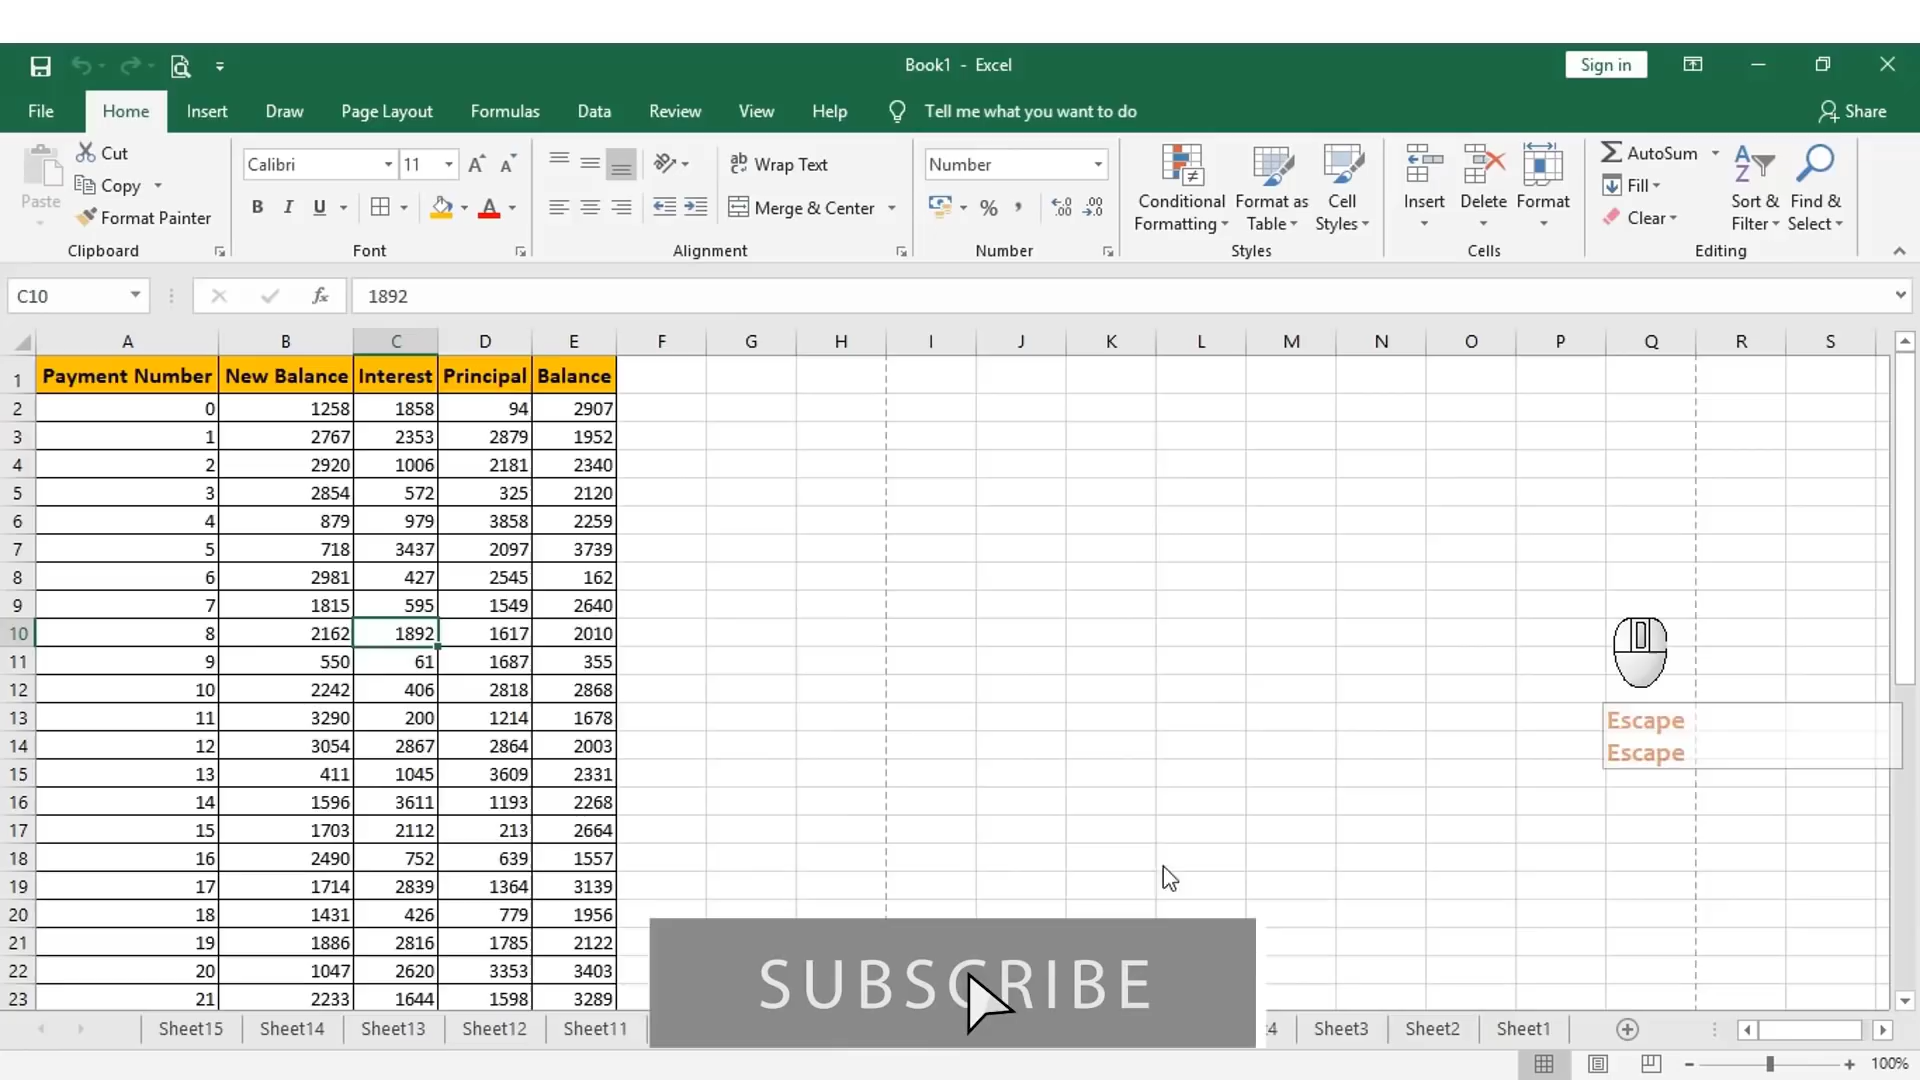 Book1 - Excel
Sign in
File Home Insert Draw Page Layout Formulas Data Review View Help Tell me what you want to do Share
Paste
Cut
Copy
Format Painter
Clipboard
Calibri 11
B I U
Font
Wrap Text
Merge & Center
Alignment
Number
% ,
Number
Conditional Formatting
Format as Table
Cell Styles
Styles
Insert Delete Format
Cells
AutoSum
Fill
Clear
Sort & Filter
Find & Select
Editing
C10 fx 1892
A B C D E F G H I J K L M N O P Q R S
1 Payment Number New Balance Interest Principal Balance
2 0 1258 1858 94 2907
3 1 2767 2353 2879 1952
4 2 2920 1006 2181 2340
5 3 2854 572 325 2120
6 4 879 979 3858 2259
7 5 718 3437 2097 3739
8 6 2981 427 2545 162
9 7 1815 595 1549 2640
10 8 2162 1892 1617 2010
11 9 550 61 1687 355
12 10 2242 406 2818 2868
13 11 3290 200 1214 1678
14 12 3054 2867 2864 2003
15 13 411 1045 3609 2331
16 14 1596 3611 1193 2268
17 15 1703 2112 213 2664
18 16 2490 752 639 1557
19 17 1714 2839 1364 3139
20 18 1431 426 779 1956
21 19 1886 2816 1785 2122
22 20 1047 2620 3353 3403
23 21 2233 1644 1598 3289
Escape
Escape
SUBSCRIBE
Sheet15 Sheet14 Sheet13 Sheet12 Sheet11 Sheet3 Sheet2 Sheet1
100%